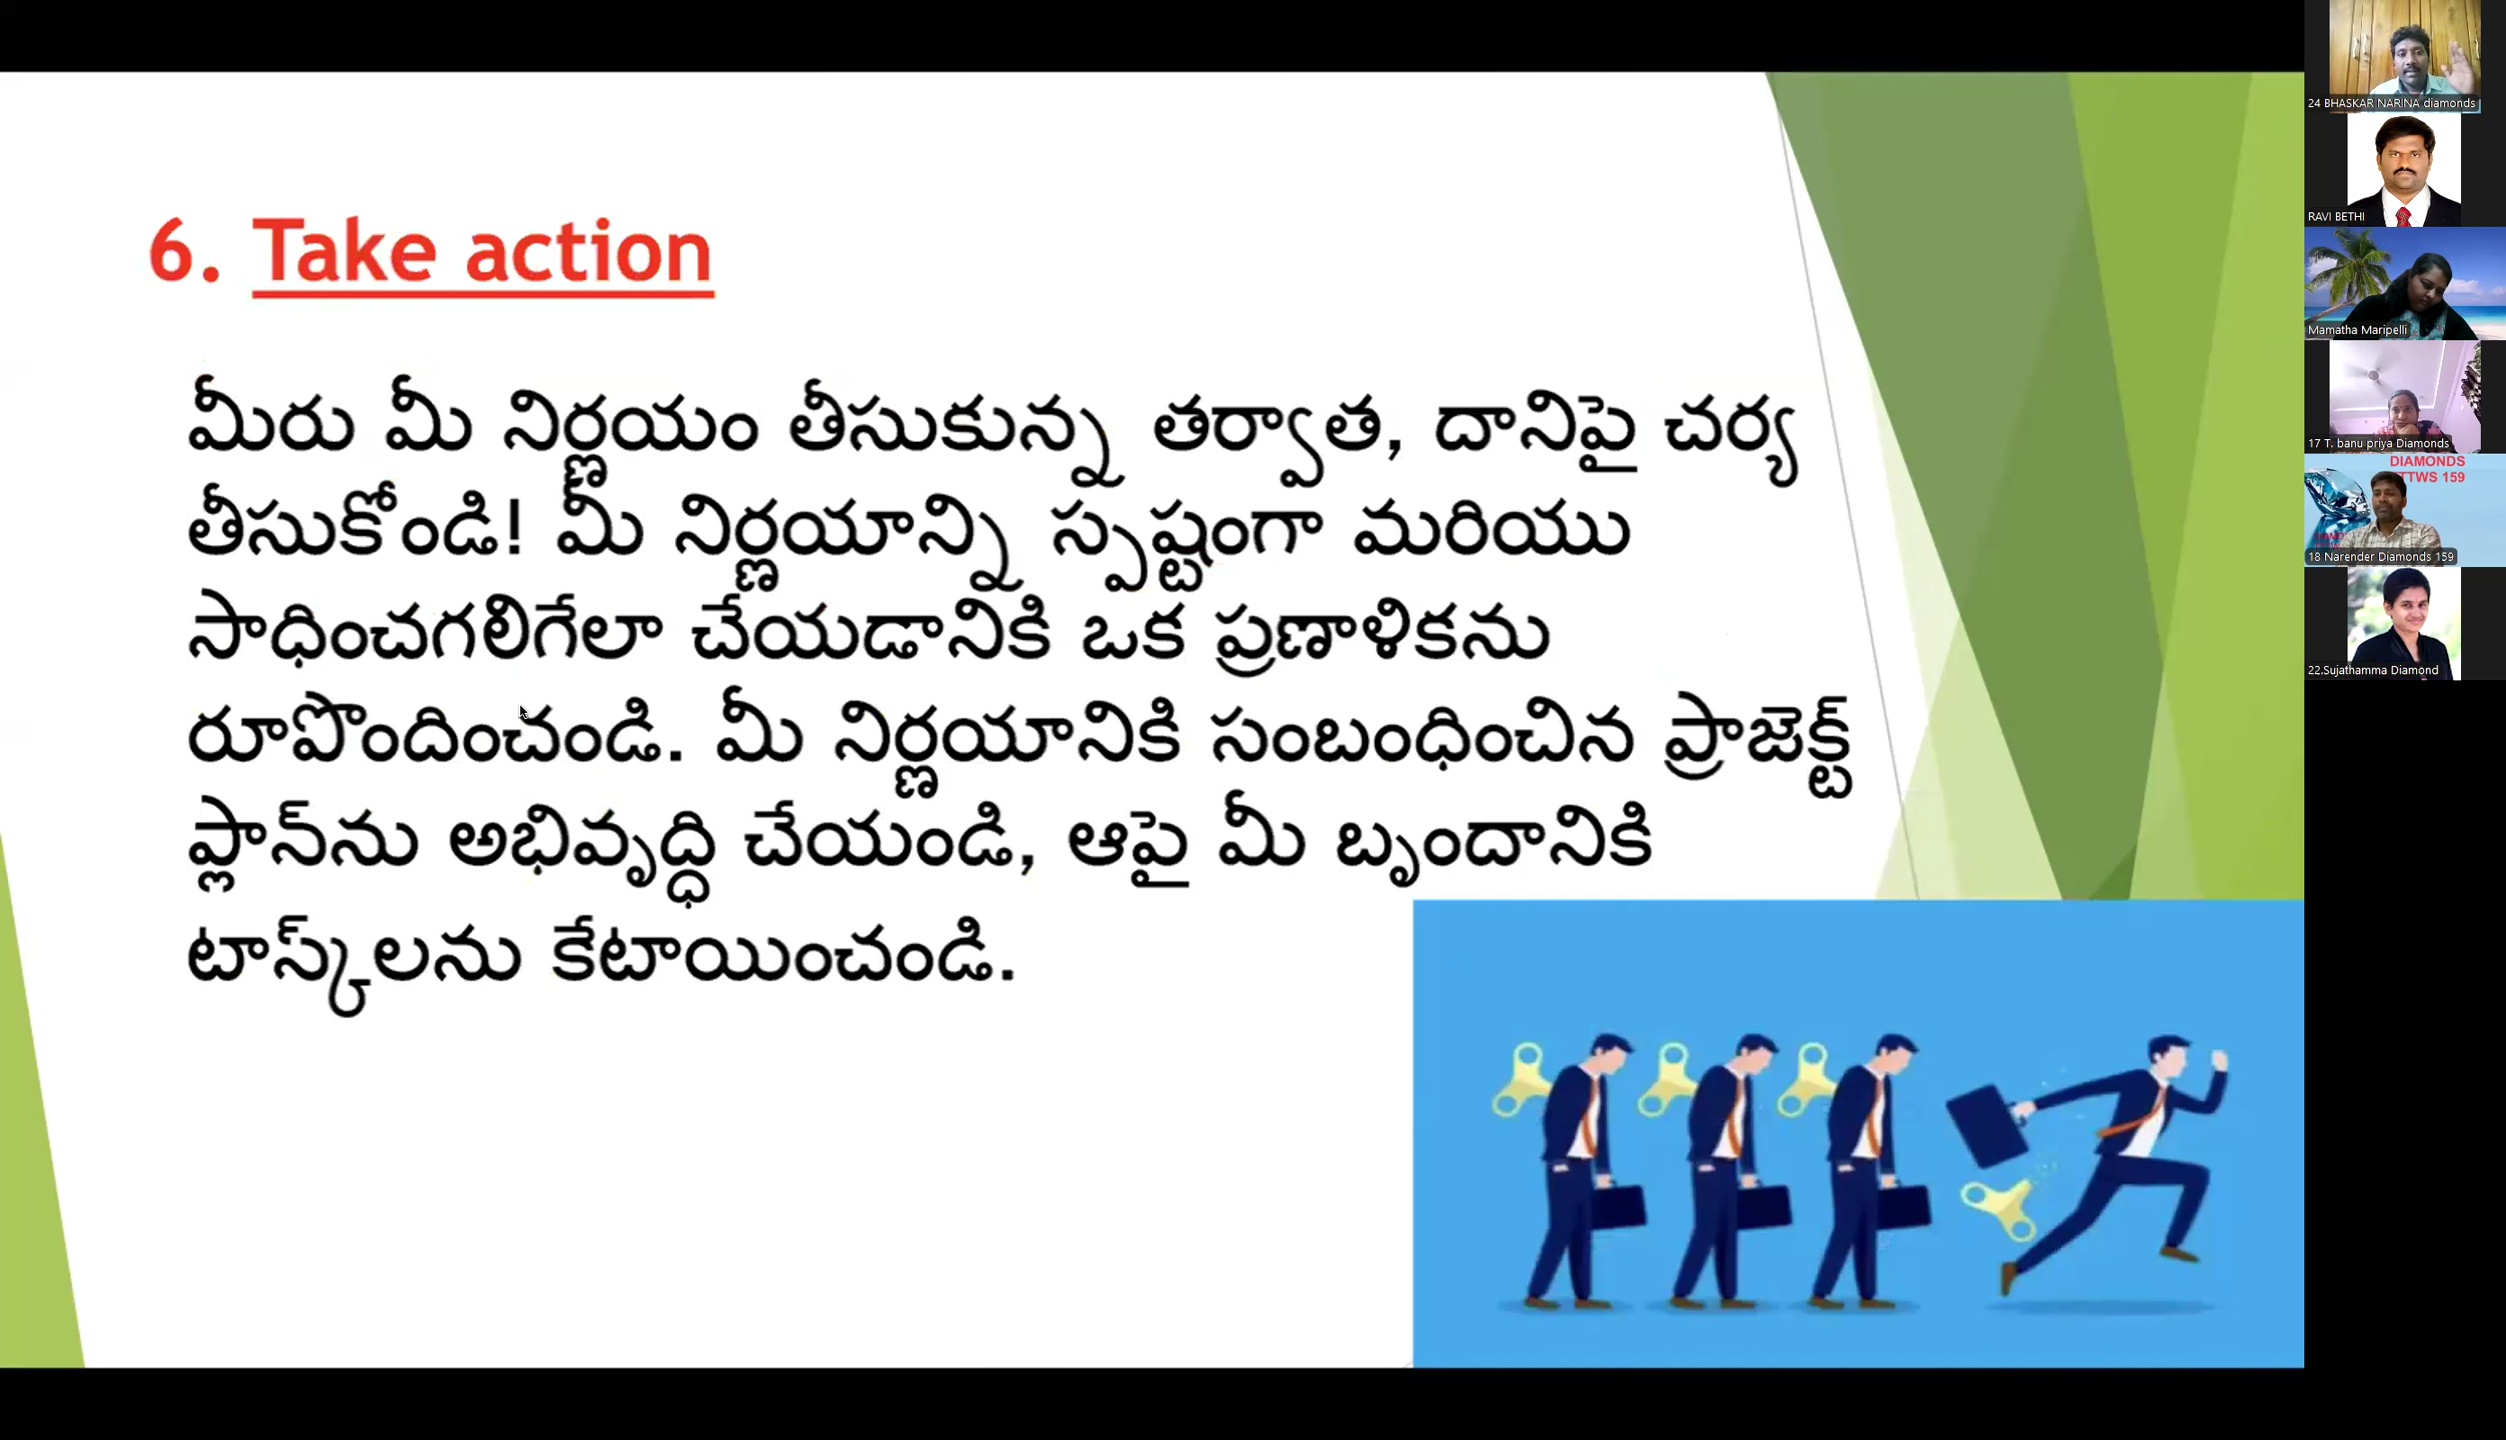 6. Take action
మీరు మీ నిర్ణయం తీసుకున్న తర్వాత, దానిపై చర్య
తీసుకోండి! మీ నిర్ణయాన్ని స్పష్టంగా మరియు
సాధించగలిగేలా చేయడానికి ఒక ప్రణాళికను
రూపొందించండి. మీ నిర్ణయానికి సంబంధించిన ప్రాజెక్ట్
ప్లాన్‌ను అభివృద్ధి చేయండి, ఆపై మీ బృందానికి
టాస్క్‌లను కేటాయించండి.
24 BHASKAR NARINA diamonds
RAVI BETHI
Mamatha Maripelli
17 T. banu priya Diamonds
DIAMONDS
TTWS 159
18 Narender Diamonds 159
22.Sujathamma Diamond